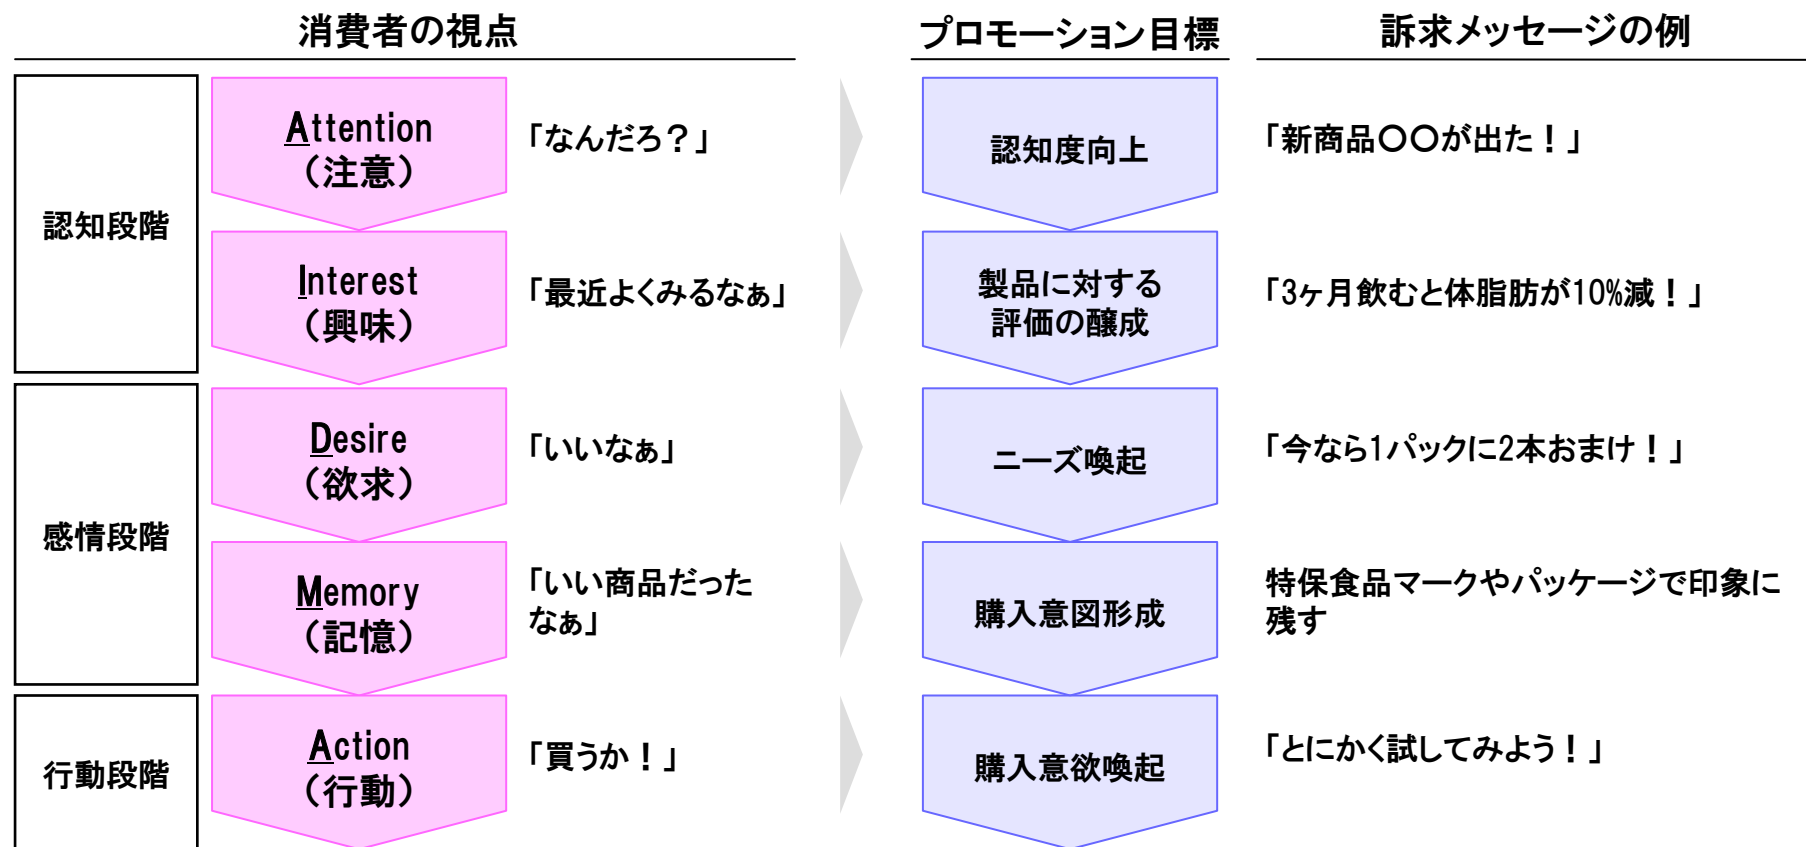 消費者の視点
プロモーション目標
訴求メッセージの例
認知段階
Attention
(注意)
「なんだろ？」
認知度向上
「新商品〇〇が出た！」
Interest
(興味)
「最近よくみるなぁ」
製品に対する
評価の醸成
「3ヶ月飲むと体脂肪が10%減！」
感情段階
Desire
(欲求)
「いいなぁ」
ニーズ喚起
「今なら1パックに2本おまけ！」
Memory
(記憶)
「いい商品だった
なぁ」
購入意図形成
特保食品マークやパッケージで印象に
残す
行動段階
Action
(行動)
「買うか！」
購入意欲喚起
「とにかく試してみよう！」